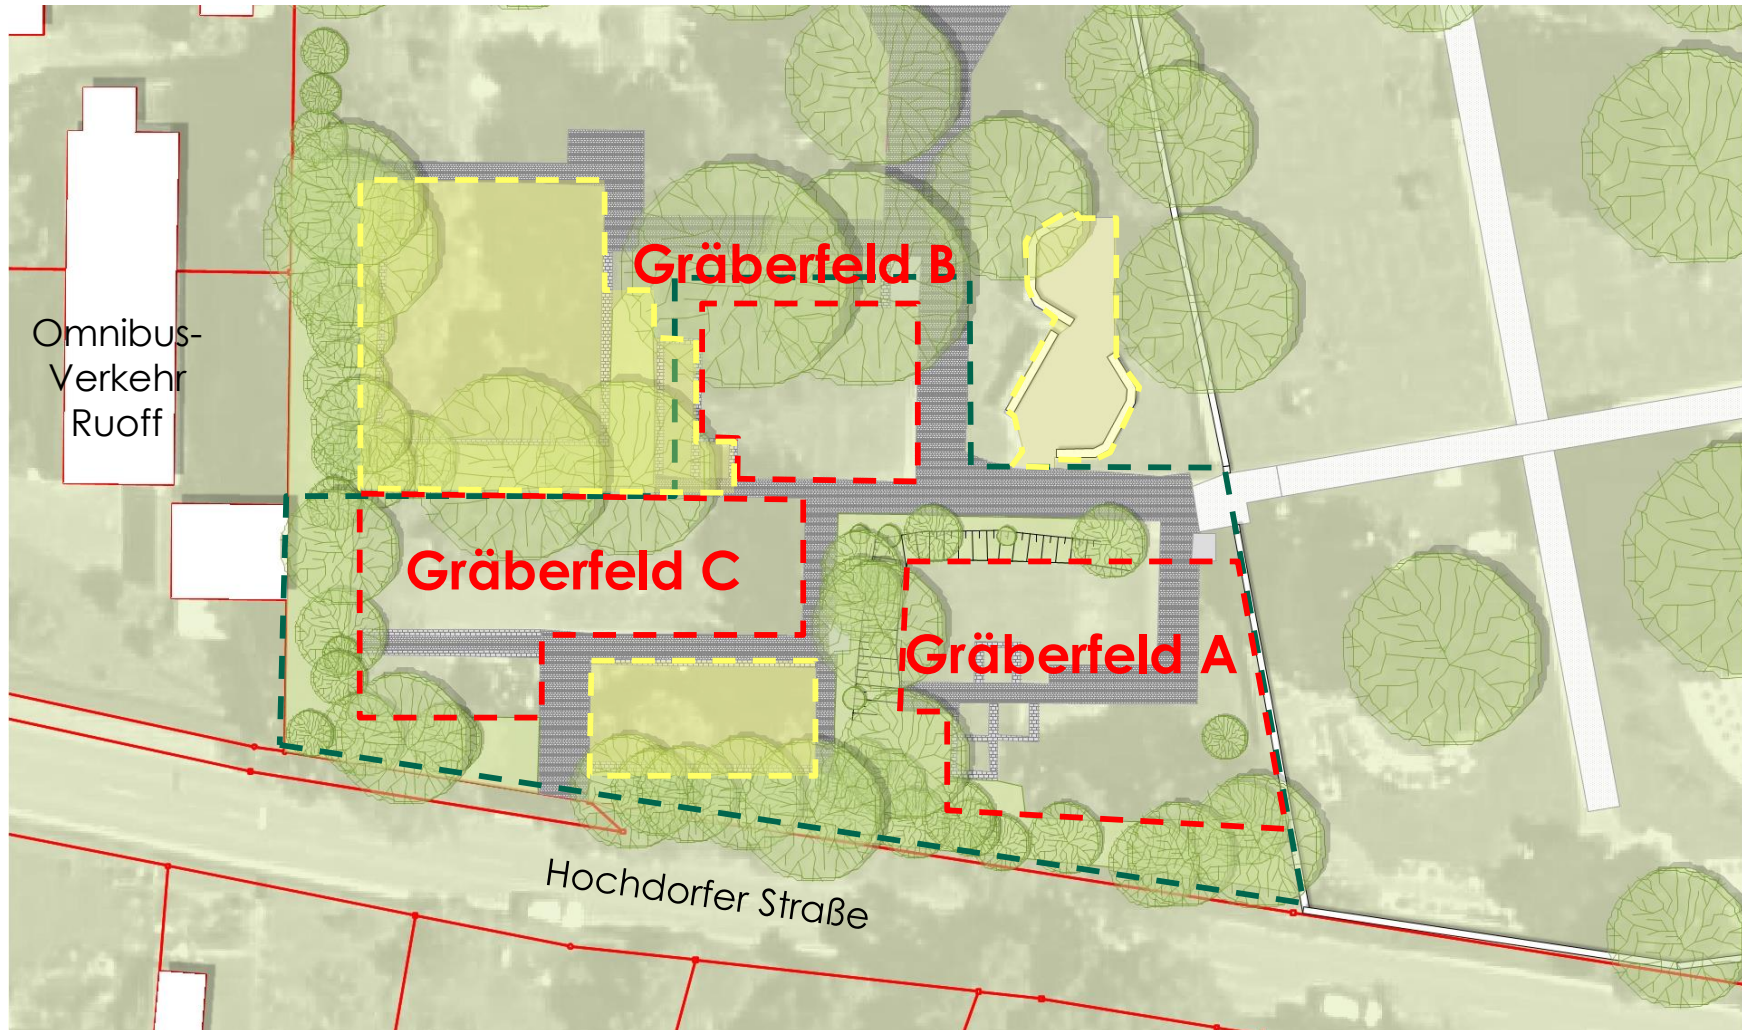 Gräberfeld B
Omnibus-
Verkehr
Ruoff
Gräberfeld C
Gräberfeld A
Hochdorfer Straße